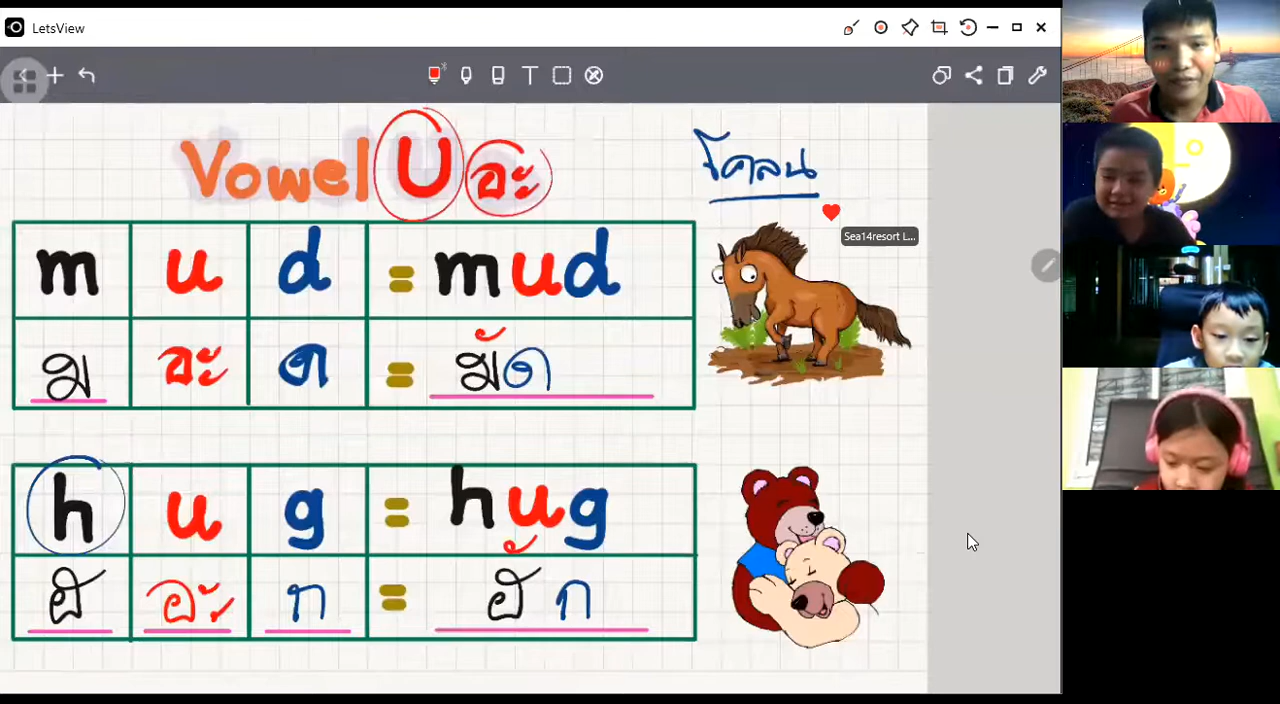 LetsView
Vowel U อะ
โคลน
Sea14resort L...
m u d = mud
ม อะ ด = มัด
h u g = hug
ฮ อะ ก = ฮัก